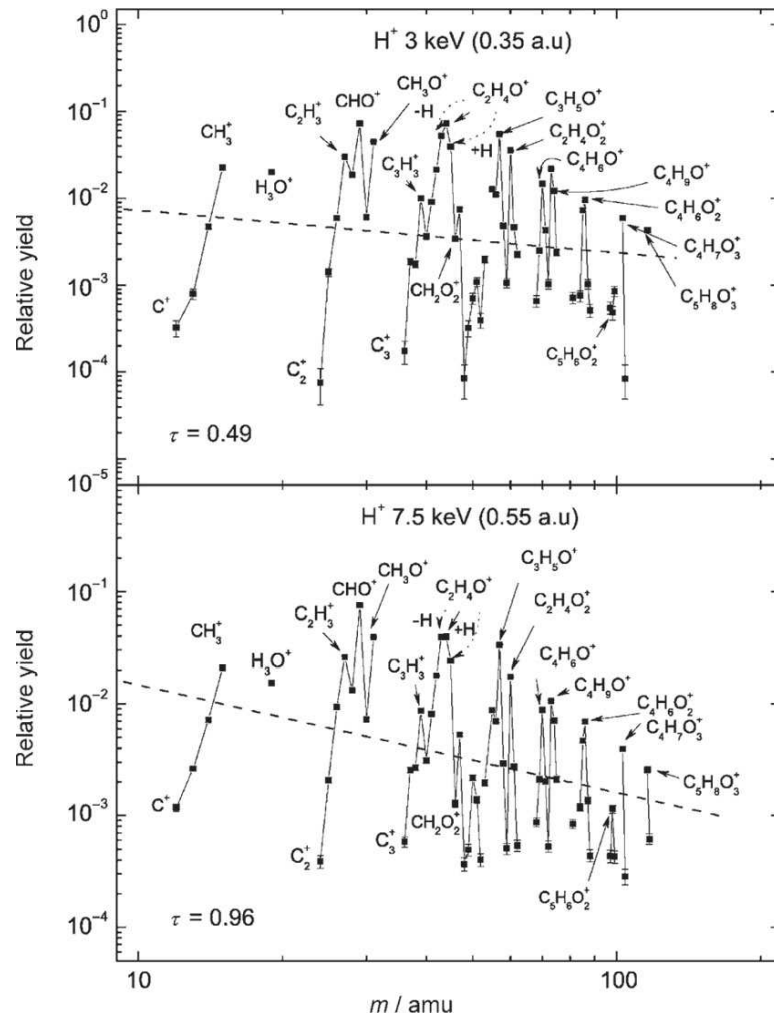 H⁺ 3 keV (0.35 a.u)
Relative yield
10⁰
10⁻¹
10⁻²
10⁻³
10⁻⁴
10⁻⁵
C⁺
CH₃⁺
H₃O⁺
C₂⁺
C₂H₃⁺
CHO⁺
CH₃O⁺
C₃⁺
C₃H₃⁺
-H
C₂H₄O⁺
+H
CH₂O₂⁺
C₃H₅O⁺
C₂H₄O₂⁺
C₄H₆O⁺
C₄H₉O⁺
C₄H₆O₂⁺
C₄H₇O₃⁺
C₅H₈O₃⁺
C₅H₆O₂⁺
τ = 0.49
H⁺ 7.5 keV (0.55 a.u)
Relative yield
10⁻¹
10⁻²
10⁻³
10⁻⁴
C⁺
CH₃⁺
H₃O⁺
C₂⁺
C₂H₃⁺
CHO⁺
CH₃O⁺
C₃⁺
C₃H₃⁺
-H
C₂H₄O⁺
+H
CH₂O₂⁺
C₃H₅O⁺
C₂H₄O₂⁺
C₄H₆O⁺
C₄H₉O⁺
C₄H₆O₂⁺
C₄H₇O₃⁺
C₅H₈O₃⁺
C₅H₆O₂⁺
τ = 0.96
10
100
m / amu